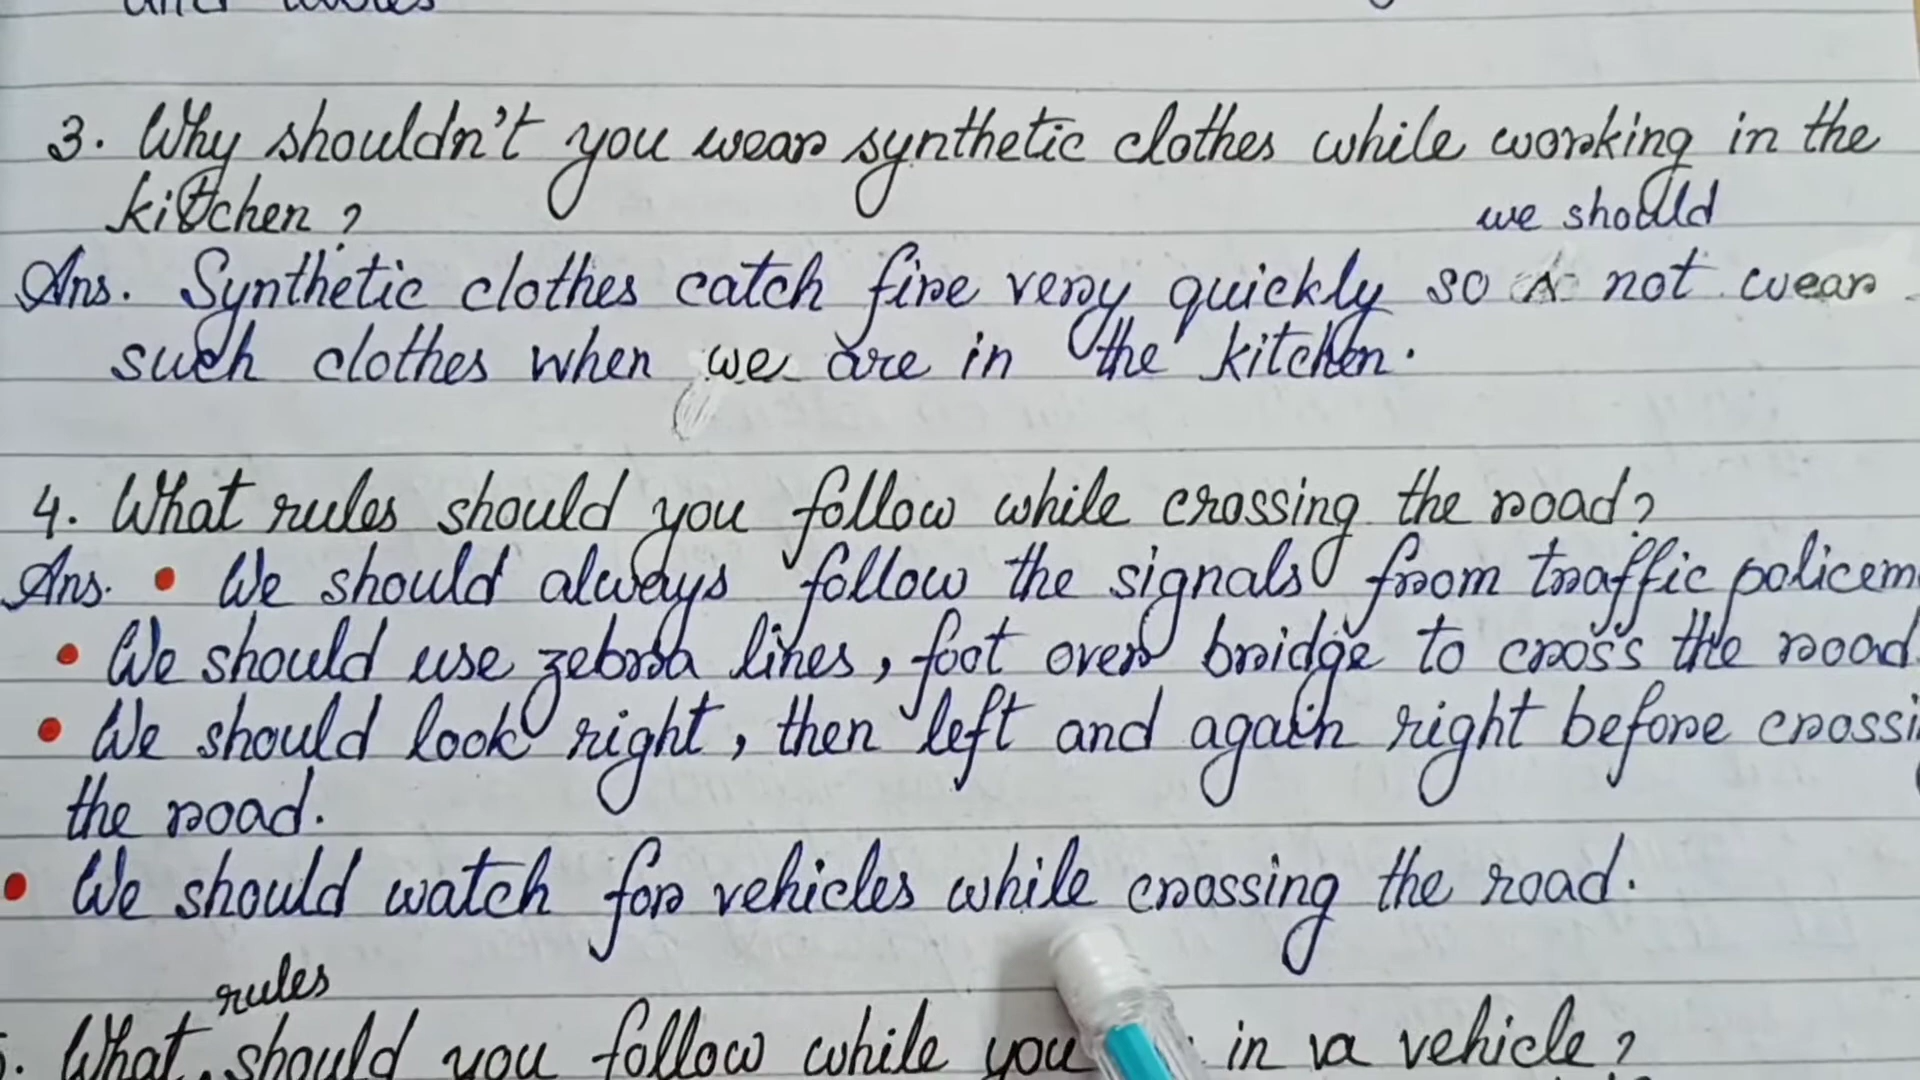 3. Why shouldn't you wear synthetic clothes while working in the
kitchen?
we should
Ans. Synthetic clothes catch fire very quickly so not wear
such clothes when we are in the kitchen.
4. What rules should you follow while crossing the road?
Ans. • We should always follow the signals from traffic policem
• We should use zebra lines, foot over bridge to cross the road
• We should look right, then left and again right before crossi
the road.
• We should watch for vehicles while crossing the road.
rules
. What should you follow while you in a vehicle?